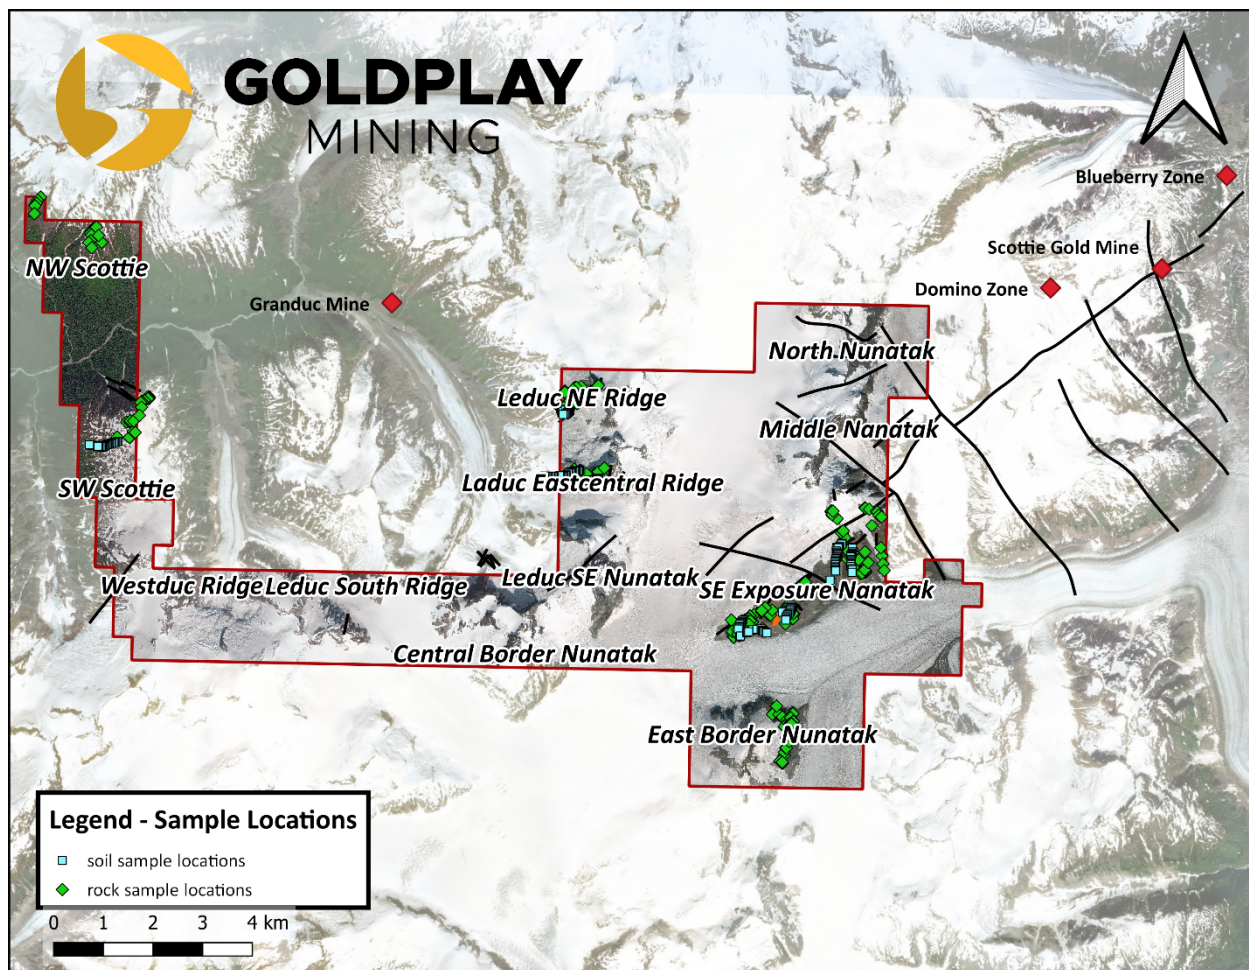 GOLDPLAY
MINING
Blueberry Zone
Scottie Gold Mine
NW Scottie
Domino Zone
Granduc Mine
North Nunatak
Leduc NE Ridge
Middle Nanatak
Laduc Eastcentral Ridge
SW Scottie
Westduc Ridge
Leduc South Ridge
Leduc SE Nunatak
SE Exposure Nanatak
Central Border Nunatak
East Border Nunatak
Legend - Sample Locations
soil sample locations
rock sample locations
0 1 2 3 4 km